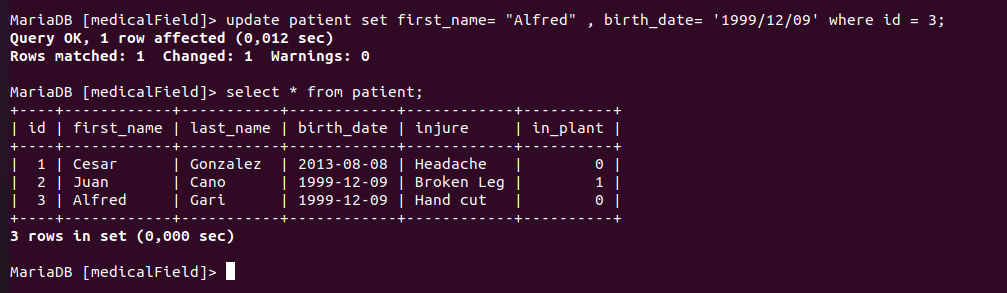 MariaDB [medicalField]> update patient set first_name= "Alfred" , birth_date= '1999/12/09' where id = 3;
Query OK, 1 row affected (0,012 sec)
Rows matched: 1  Changed: 1  Warnings: 0
MariaDB [medicalField]> select * from patient;
+----+------------+-----------+------------+------------+----------+
| id | first_name | last_name | birth_date | injure     | in_plant |
+----+------------+-----------+------------+------------+----------+
|  1 | Cesar      | Gonzalez  | 2013-08-08 | Headache   |        0 |
|  2 | Juan       | Cano      | 1999-12-09 | Broken Leg |        1 |
|  3 | Alfred     | Gari      | 1999-12-09 | Hand cut   |        0 |
+----+------------+-----------+------------+------------+----------+
3 rows in set (0,000 sec)
MariaDB [medicalField]>